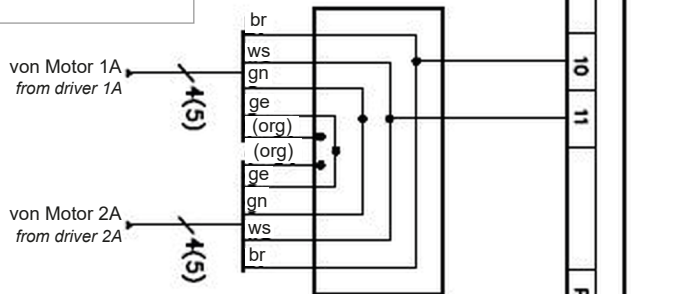 br
ws
von Motor 1A
gn
from driver 1A
ge
4(5)
(org)
(org)
ge
gn
von Motor 2A
ws
from driver 2A
br
4(5)
10
11